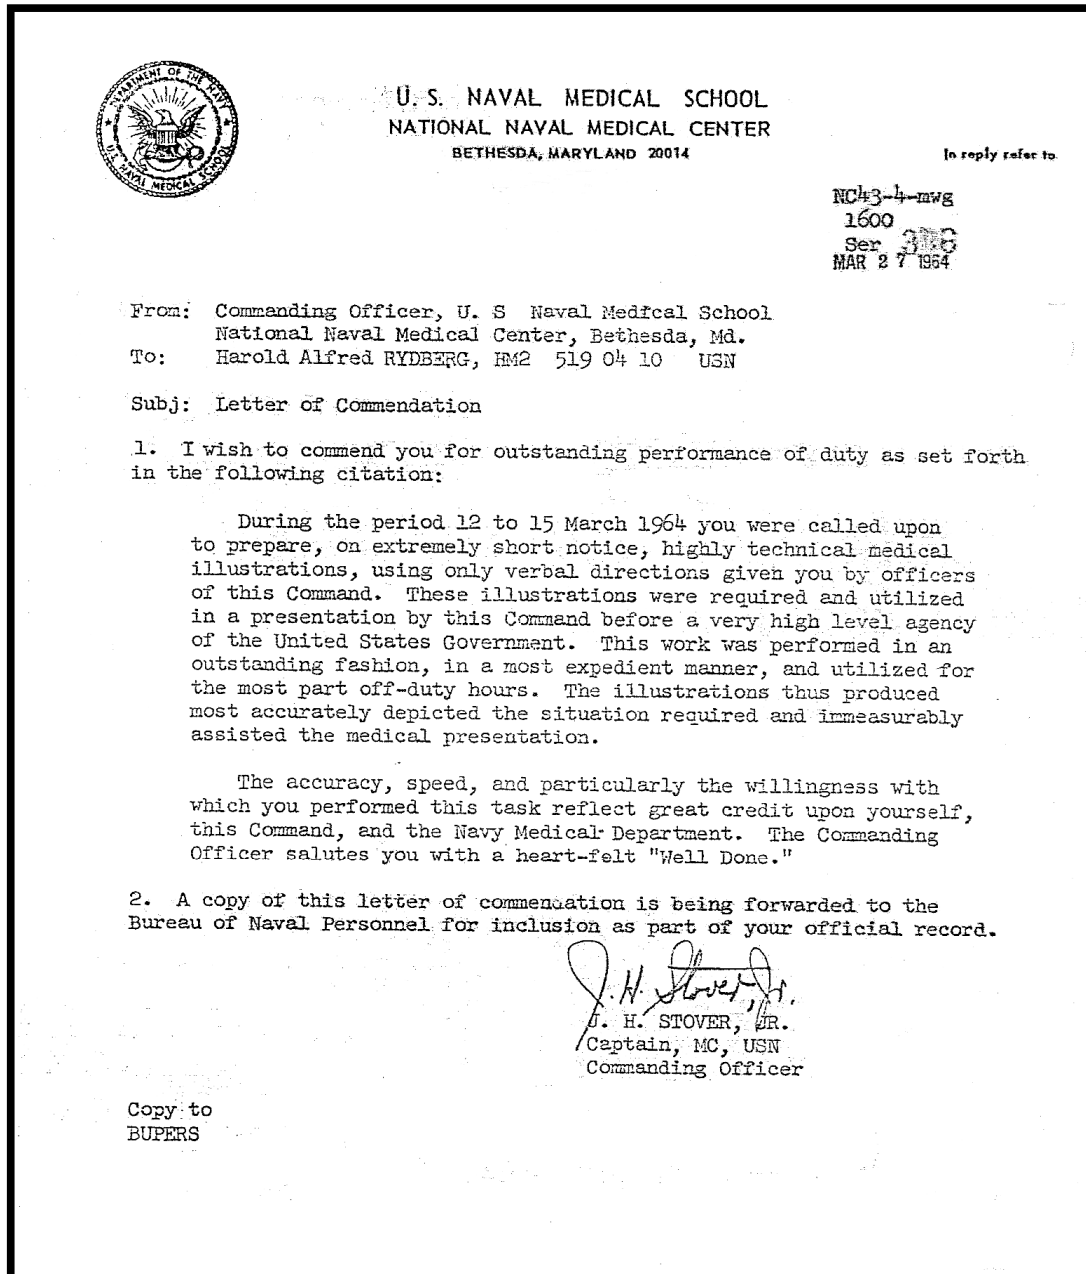 DEPARTMENT OF THE NAVY
U.S. NAVAL MEDICAL SCHOOL
U. S. NAVAL MEDICAL SCHOOL
NATIONAL NAVAL MEDICAL CENTER
BETHESDA, MARYLAND 20014
In reply refer to
NC43-4-mwg
1600
Ser
MAR 27 1964
From: Commanding Officer, U. S Naval Medical School
National Naval Medical Center, Bethesda, Md.
To: Harold Alfred RYDBERG, HM2 519 04 10 USN
Subj: Letter of Commendation
1. I wish to commend you for outstanding performance of duty as set forth
in the following citation:
During the period 12 to 15 March 1964 you were called upon
to prepare, on extremely short notice, highly technical medical
illustrations, using only verbal directions given you by officers
of this Command. These illustrations were required and utilized
in a presentation by this Command before a very high level agency
of the United States Government. This work was performed in an
outstanding fashion, in a most expedient manner, and utilized for
the most part off-duty hours. The illustrations thus produced
most accurately depicted the situation required and immeasurably
assisted the medical presentation.
The accuracy, speed, and particularly the willingness with
which you performed this task reflect great credit upon yourself,
this Command, and the Navy Medical Department. The Commanding
Officer salutes you with a heart-felt "Well Done."
2. A copy of this letter of commendation is being forwarded to the
Bureau of Naval Personnel for inclusion as part of your official record.
J. H. Stover, Jr.
J. H. STOVER, JR.
Captain, MC, USN
Commanding Officer
Copy to
BUPERS